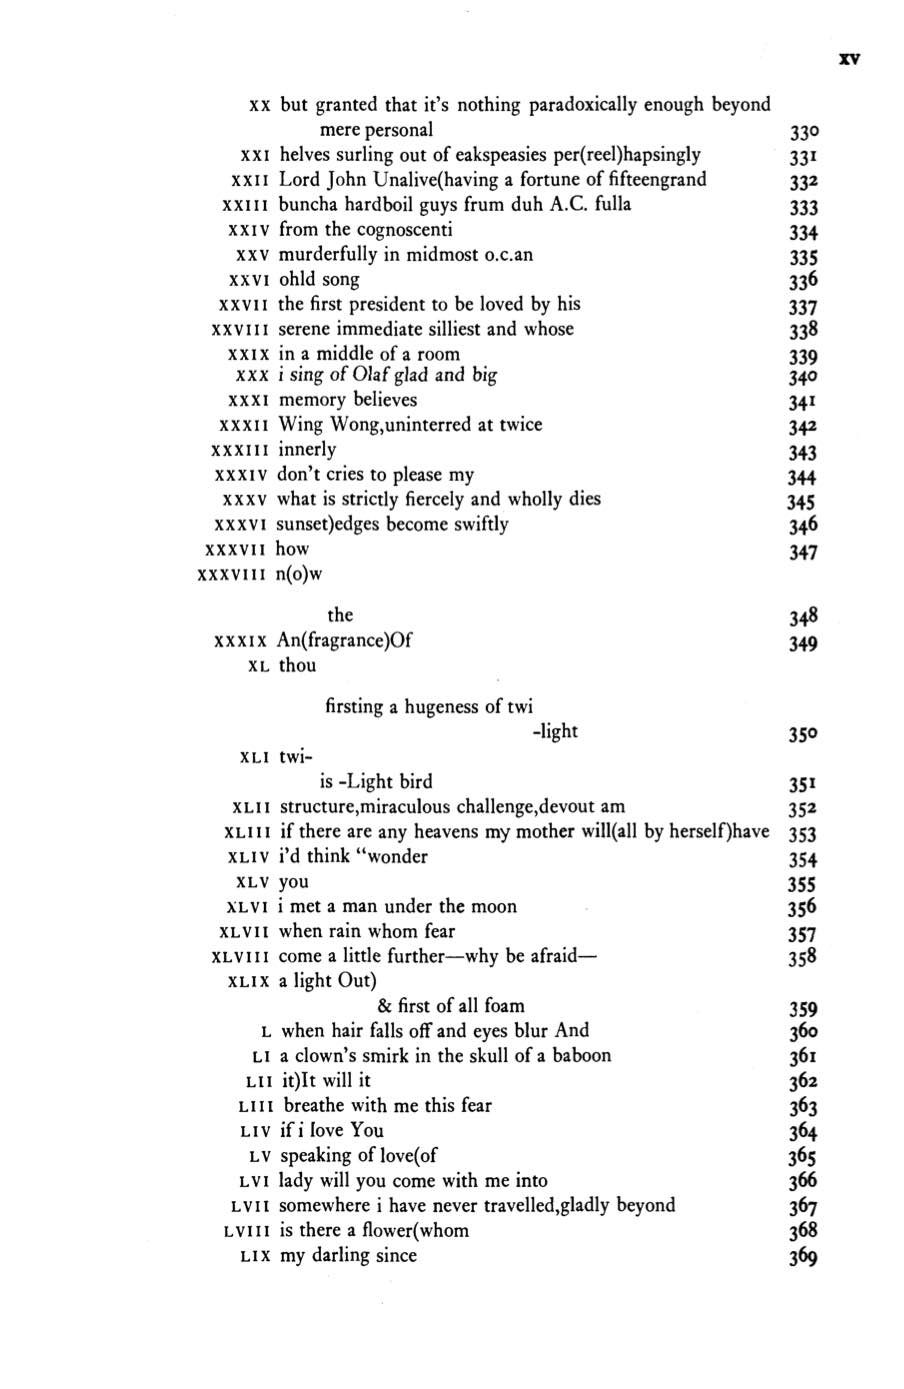 xv
XX but granted that it's nothing paradoxically enough beyond
mere personal 330
XXI helves surling out of eakspeasies per(reel)hapsingly 331
XXII Lord John Unalive(having a fortune of fifteengrand 332
XXIII buncha hardboil guys frum duh A.C. fulla 333
XXIV from the cognoscenti 334
XXV murderfully in midmost o.c.an 335
XXVI ohld song 336
XXVII the first president to be loved by his 337
XXVIII serene immediate silliest and whose 338
XXIX in a middle of a room 339
XXX i sing of Olaf glad and big 340
XXXI memory believes 341
XXXII Wing Wong,uninterred at twice 342
XXXIII innerly 343
XXXIV don't cries to please my 344
XXXV what is strictly fiercely and wholly dies 345
XXXVI sunset)edges become swiftly 346
XXXVII how 347
XXXVIII n(o)w
the 348
XXXIX An(fragrance)Of 349
XL thou
firsting a hugeness of twi
-light 350
XLI twi-
is -Light bird 351
XLII structure,miraculous challenge,devout am 352
XLIII if there are any heavens my mother will(all by herself)have 353
XLIV i'd think "wonder 354
XLV you 355
XLVI i met a man under the moon 356
XLVII when rain whom fear 357
XLVIII come a little further—why be afraid— 358
XLIX a light Out)
& first of all foam 359
L when hair falls off and eyes blur And 360
LI a clown's smirk in the skull of a baboon 361
LII it)It will it 362
LIII breathe with me this fear 363
LIV if i love You 364
LV speaking of love(of 365
LVI lady will you come with me into 366
LVII somewhere i have never travelled,gladly beyond 367
LVIII is there a flower(whom 368
LIX my darling since 369